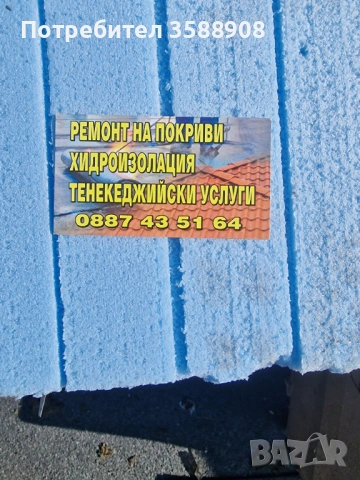 Потребител 3588908
РЕМОНТ НА ПОКРИВИ
ХИДРОИЗОЛАЦИЯ
ТЕНЕКЕДЖИЙСКИ УСЛУГИ
0887 43 51 64
BAZAR